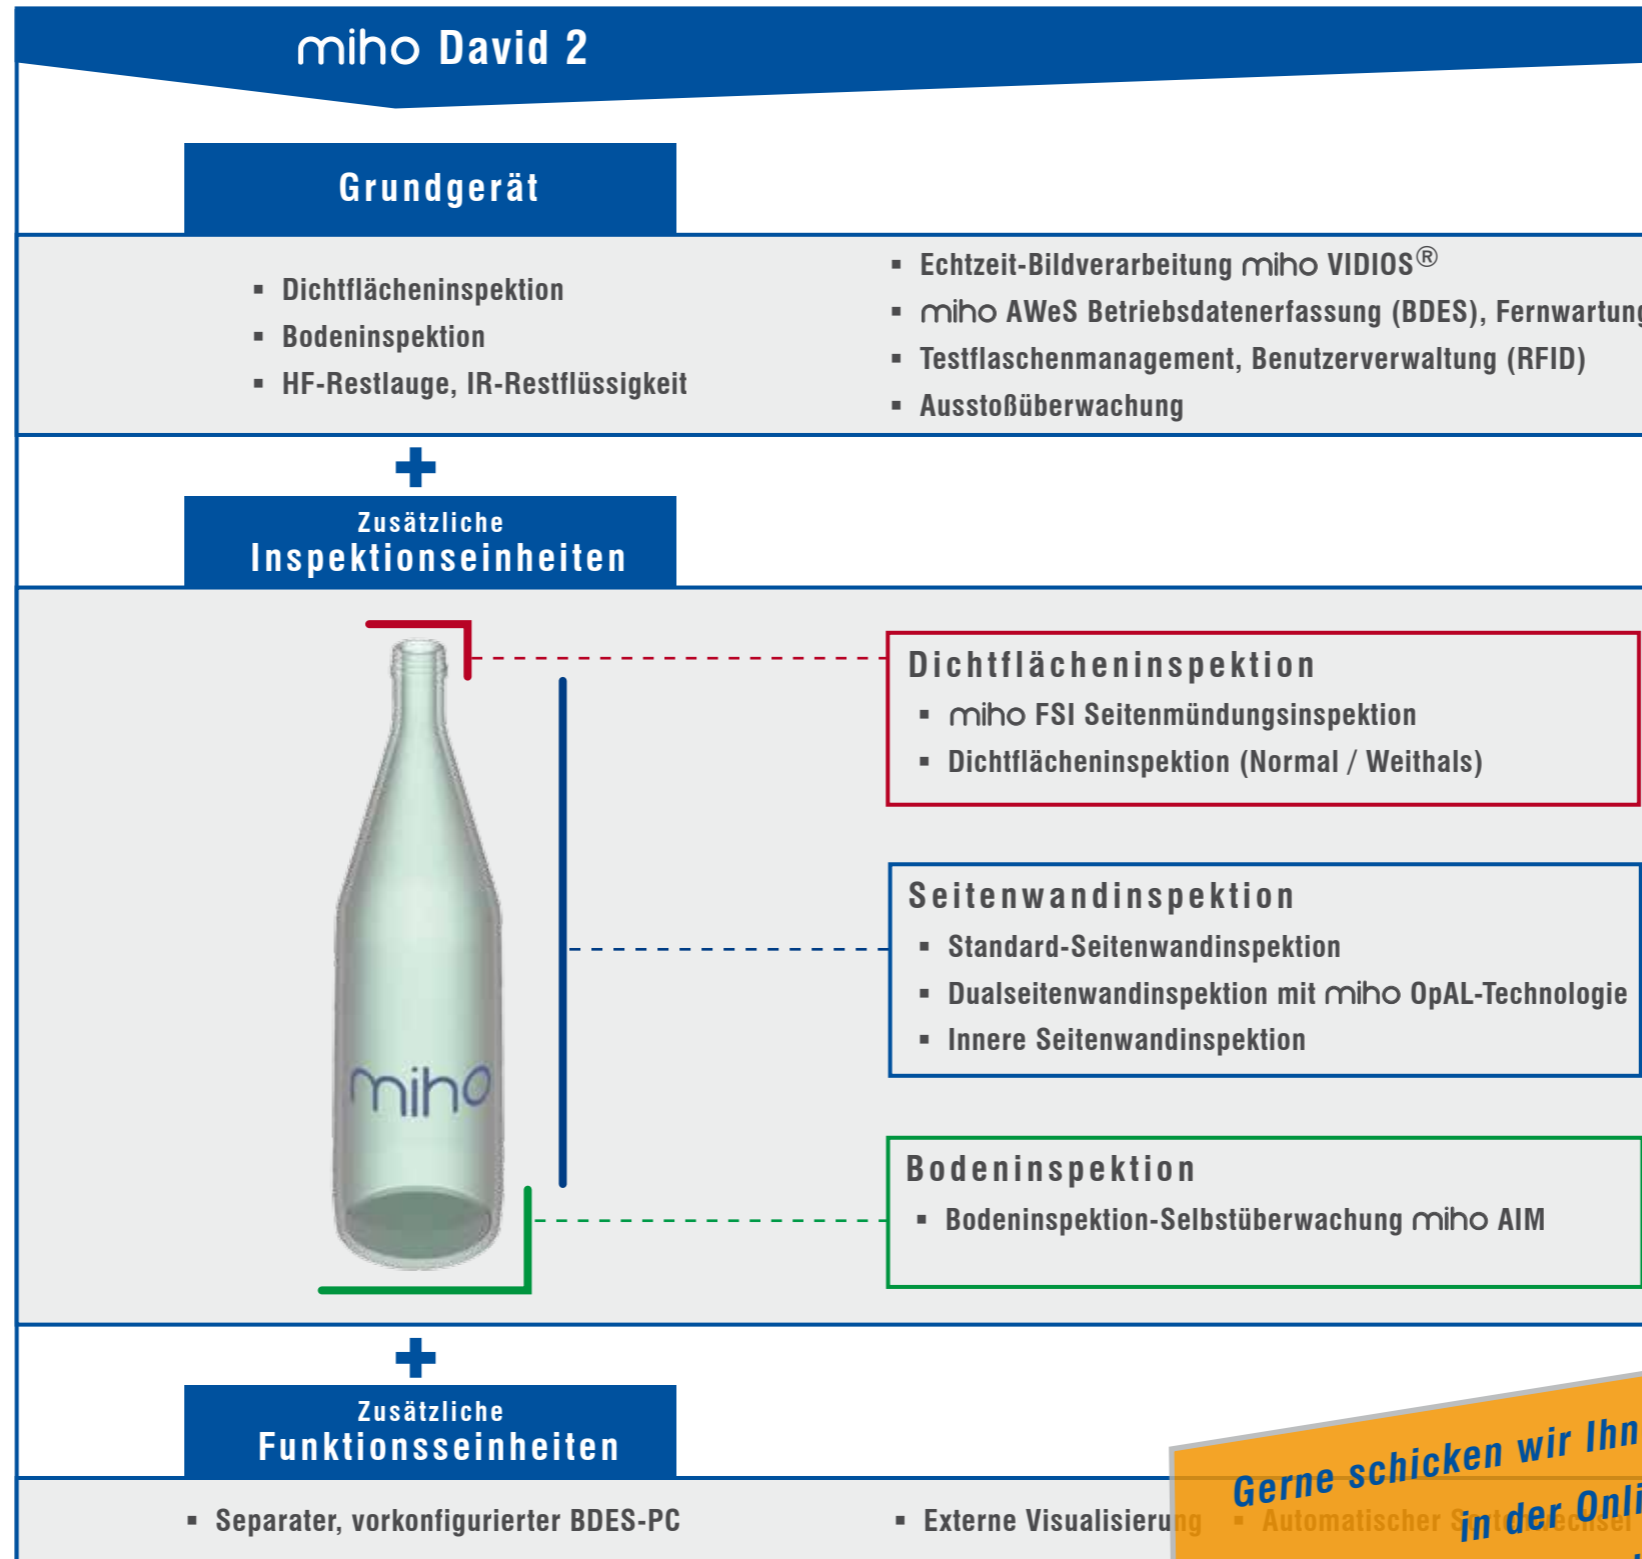 miho David 2
Grundgerät
▪ Dichtflächeninspektion
▪ Bodeninspektion
▪ HF-Restlauge, IR-Restflüssigkeit
▪ Echtzeit-Bildverarbeitung miho VIDIOS®
▪ miho AWeS Betriebsdatenerfassung (BDES), Fernwartung
▪ Testflaschenmanagement, Benutzerverwaltung (RFID)
▪ Ausstoßüberwachung
+
Zusätzliche
Inspektionseinheiten
miho
Dichtflächeninspektion
▪ miho FSI Seitenmündungsinspektion
▪ Dichtflächeninspektion (Normal / Weithals)
Seitenwandinspektion
▪ Standard-Seitenwandinspektion
▪ Dualseitenwandinspektion mit miho OpAL-Technologie
▪ Innere Seitenwandinspektion
Bodeninspektion
▪ Bodeninspektion-Selbstüberwachung miho AIM
+
Zusätzliche
Funktionsseinheiten
▪ Separater, vorkonfigurierter BDES-PC
▪ Externe Visualisierung
▪ Automatischer Sortenwechsel
Gerne schicken wir Ihn
in der Onli